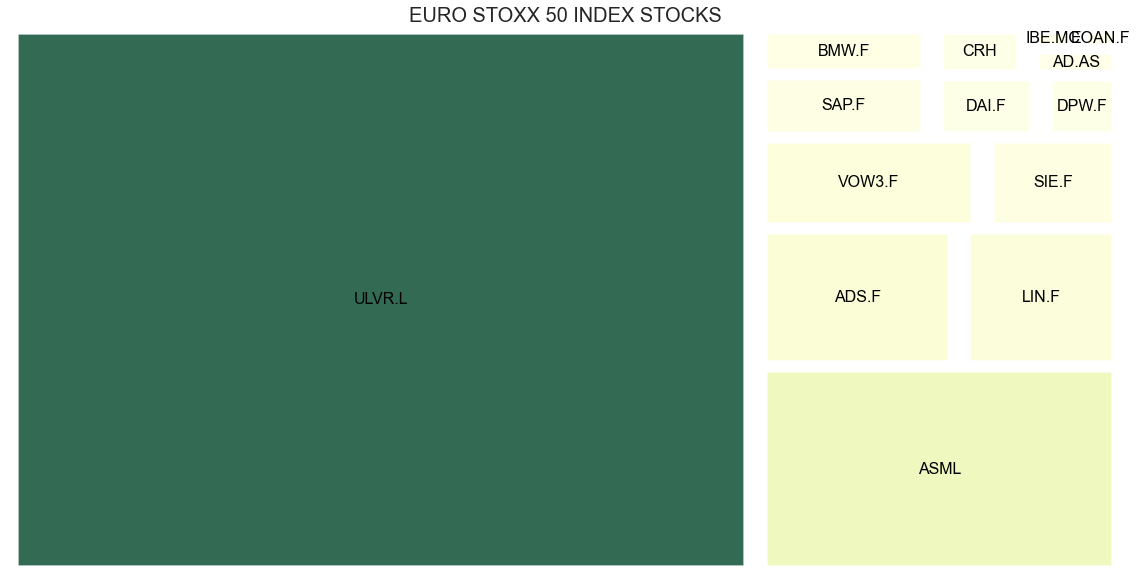 EURO STOXX 50 INDEX STOCKS
ULVR.L
BMW.F
CRH
IBE.MC
EOAN.F
AD.AS
SAP.F
DAI.F
DPW.F
VOW3.F
SIE.F
ADS.F
LIN.F
ASML